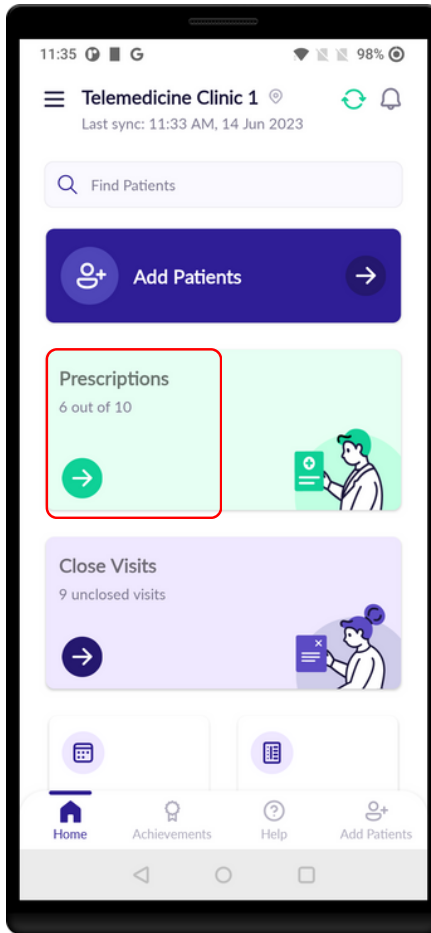 11:35 G 98%
Telemedicine Clinic 1
Last sync: 11:33 AM, 14 Jun 2023
Find Patients
Add Patients
Prescriptions
6 out of 10
Close Visits
9 unclosed visits
Home Achievements Help Add Patients